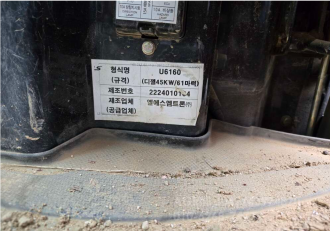 형식명 U6160
(규격) (디젤45KW/61마력)
제조번호
제조업체 엘에스엠트론㈜
(공급업체)